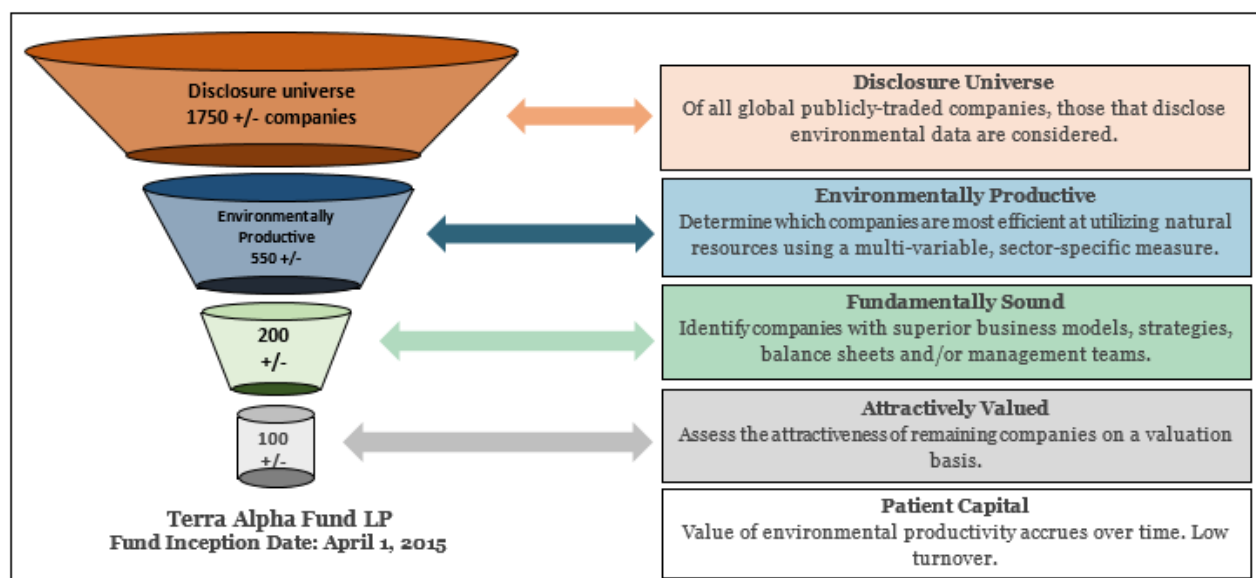 Disclosure universe
1750 +/- companies
Environmentally
Productive
550 +/-
200
+/-
100
+/-
Terra Alpha Fund LP
Fund Inception Date: April 1, 2015
Disclosure Universe
Of all global publicly-traded companies, those that disclose
environmental data are considered.
Environmentally Productive
Determine which companies are most efficient at utilizing natural
resources using a multi-variable, sector-specific measure.
Fundamentally Sound
Identify companies with superior business models, strategies,
balance sheets and/or management teams.
Attractively Valued
Assess the attractiveness of remaining companies on a valuation
basis.
Patient Capital
Value of environmental productivity accrues over time. Low
turnover.